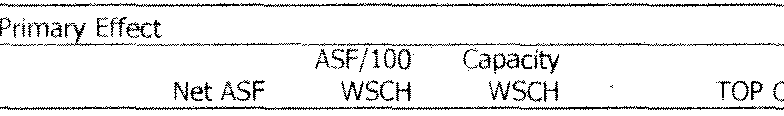 Primary Effect
ASF/100 Capacity
Net ASF WSCH WSCH TOP